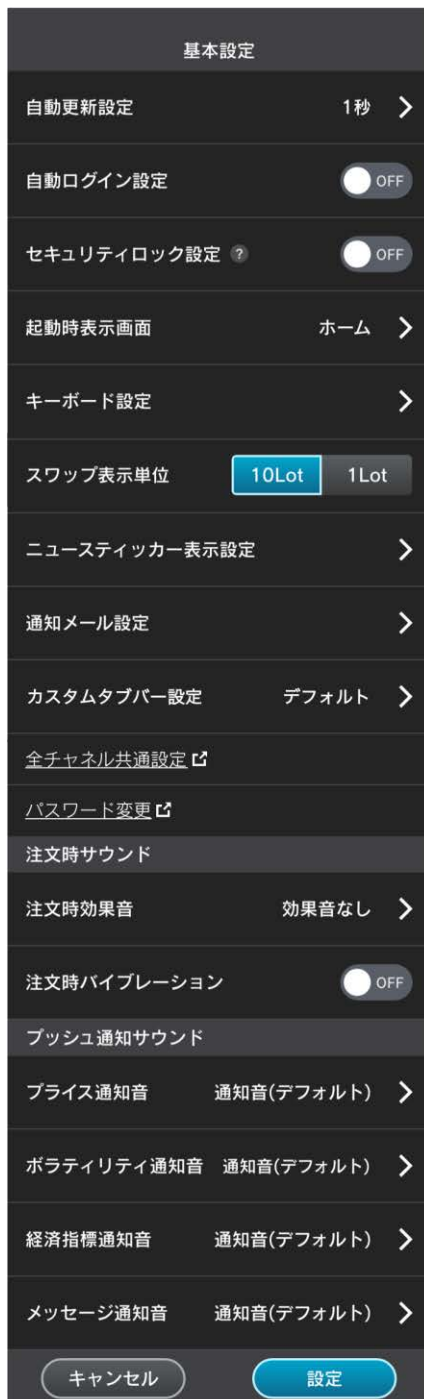 基本設定
自動更新設定 1秒
自動ログイン設定 OFF
セキュリティロック設定 ? OFF
起動時表示画面 ホーム
キーボード設定
スワップ表示単位 10Lot 1Lot
ニュースティッカー表示設定
通知メール設定
カスタムタブバー設定 デフォルト
全チャネル共通設定
パスワード変更
注文時サウンド
注文時効果音 効果音なし
注文時バイブレーション OFF
プッシュ通知サウンド
プライス通知音 通知音(デフォルト)
ボラティリティ通知音 通知音(デフォルト)
経済指標通知音 通知音(デフォルト)
メッセージ通知音 通知音(デフォルト)
キャンセル 設定